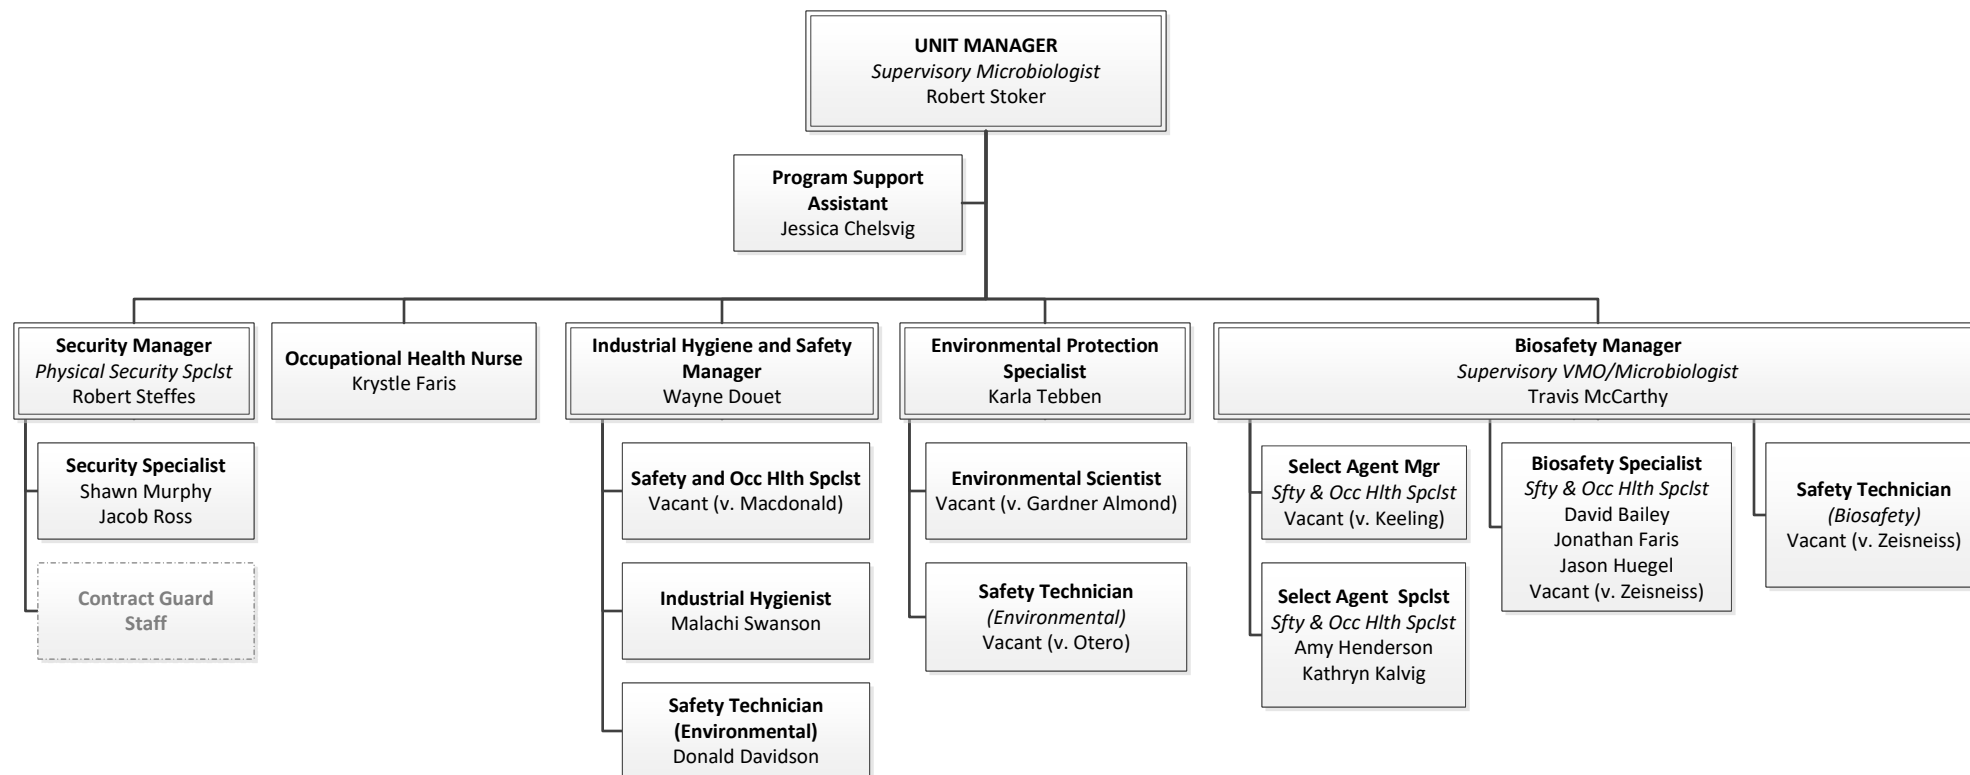 UNIT MANAGER
Supervisory Microbiologist
Robert Stoker
Program Support
Assistant
Jessica Chelsvig
Security Manager
Physical Security Spclst
Robert Steffes
Occupational Health Nurse
Krystle Faris
Industrial Hygiene and Safety
Manager
Wayne Douet
Environmental Protection
Specialist
Karla Tebben
Biosafety Manager
Supervisory VMO/Microbiologist
Travis McCarthy
Security Specialist
Shawn Murphy
Jacob Ross
Contract Guard
Staff
Safety and Occ Hlth Spclst
Vacant (v. Macdonald)
Industrial Hygienist
Malachi Swanson
Safety Technician
(Environmental)
Donald Davidson
Environmental Scientist
Vacant (v. Gardner Almond)
Safety Technician
(Environmental)
Vacant (v. Otero)
Select Agent Mgr
Sfty & Occ Hlth Spclst
Vacant (v. Keeling)
Select Agent  Spclst
Sfty & Occ Hlth Spclst
Amy Henderson
Kathryn Kalvig
Biosafety Specialist
Sfty & Occ Hlth Spclst
David Bailey
Jonathan Faris
Jason Huegel
Vacant (v. Zeisneiss)
Safety Technician
(Biosafety)
Vacant (v. Zeisneiss)